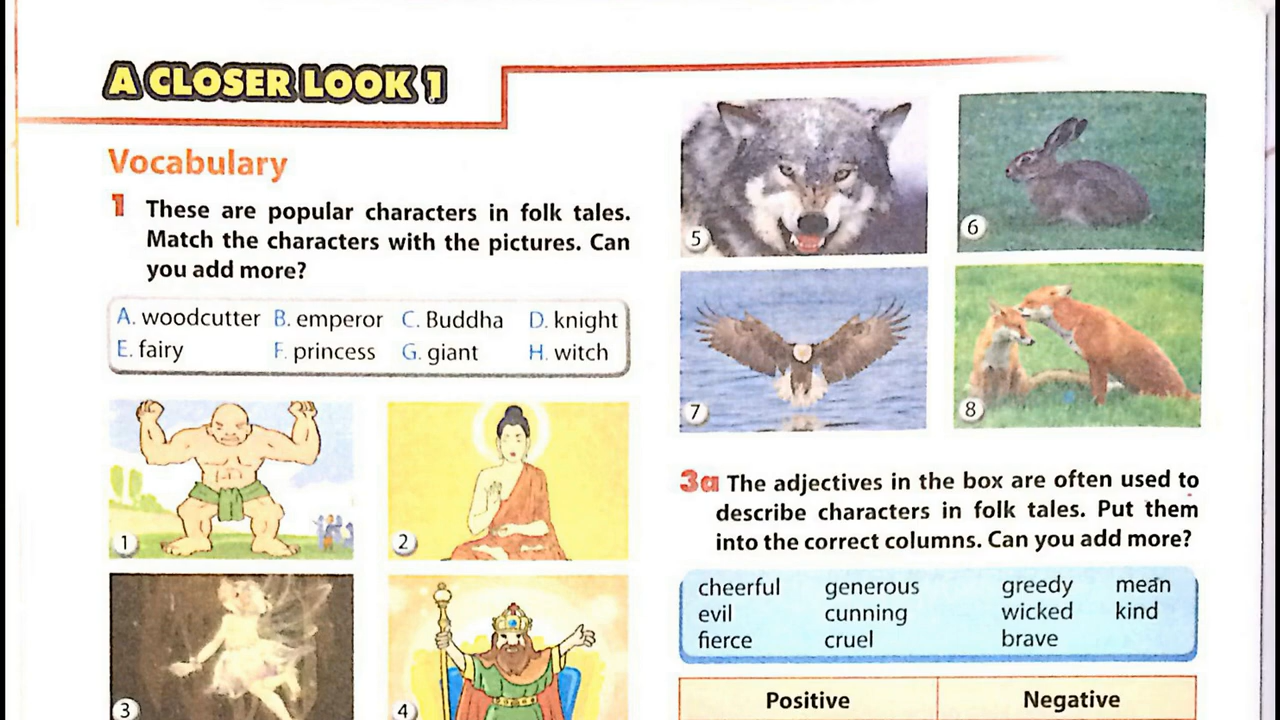 A CLOSER LOOK 1
Vocabulary
1 These are popular characters in folk tales.
Match the characters with the pictures. Can
you add more?
A. woodcutter B. emperor C. Buddha D. knight
E. fairy F. princess G. giant H. witch
1
2
3
4
5
6
7
8
3a The adjectives in the box are often used to
describe characters in folk tales. Put them
into the correct columns. Can you add more?
cheerful generous greedy mean
evil cunning wicked kind
fierce cruel brave
Positive Negative